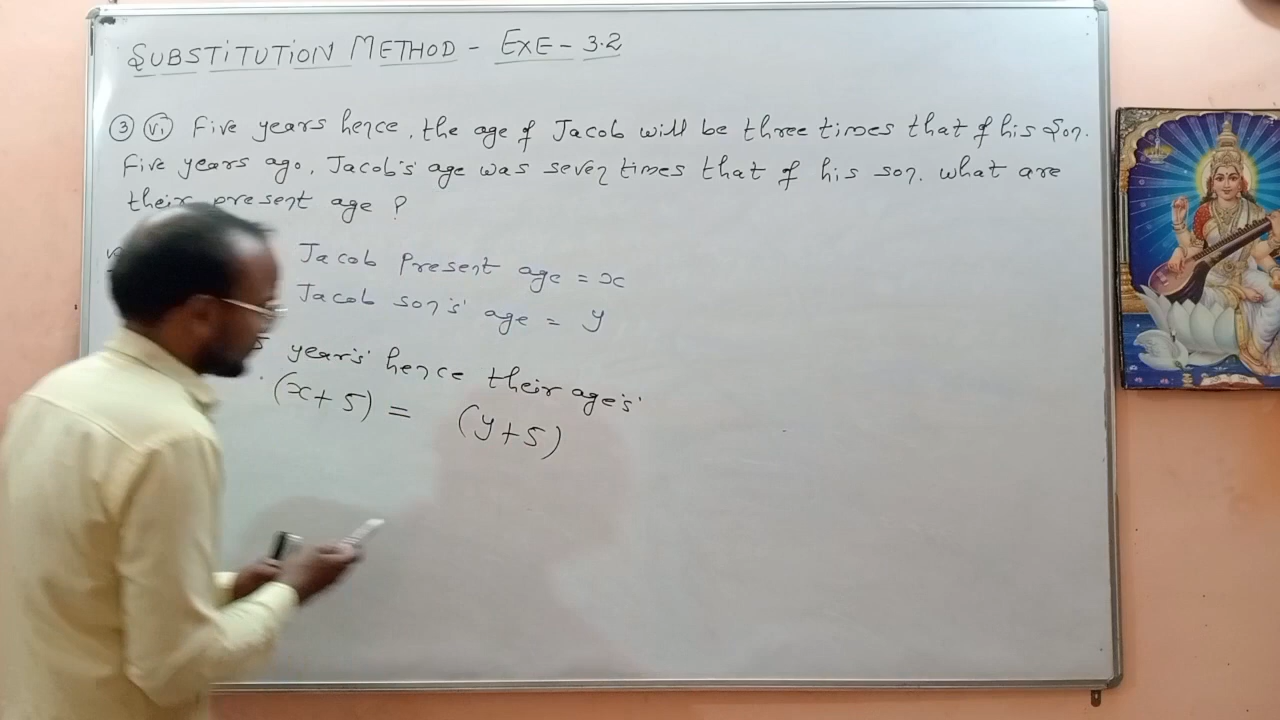 SUBSTITUTION METHOD - EXE - 3.2
③ (vi) Five years hence, the age of Jacob will be three times that of his son.
Five years ago, Jacob's age was seven times that of his son. what are
their present age ?
Jacob Present age = x
Jacob son's' age = y
5 year's' hence their age's'
(x+5) = (y+5)